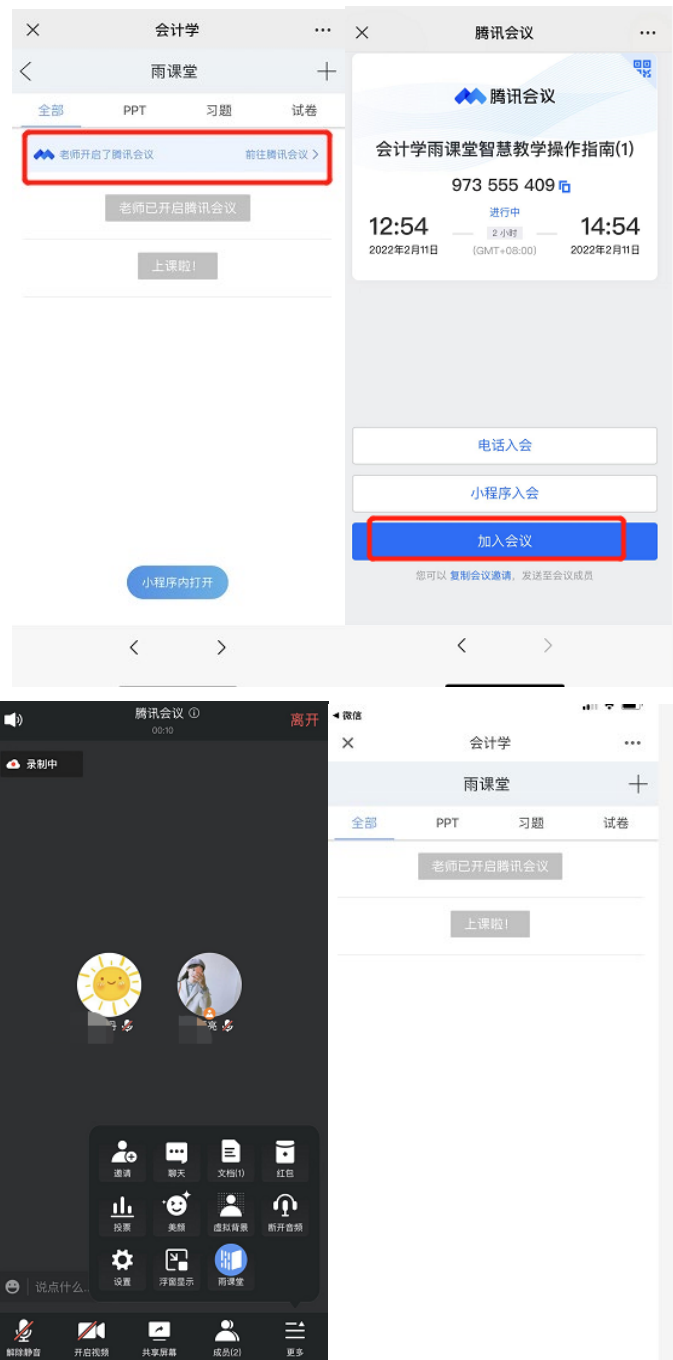 会计学
雨课堂
全部 PPT 习题 试卷
老师开启了腾讯会议 前往腾讯会议
老师已开启腾讯会议
上课啦！
小程序内打开
腾讯会议
腾讯会议
会计学雨课堂智慧教学操作指南(1)
973 555 409
进行中
12:54 2小时 14:54
2022年2月11日 (GMT+08:00) 2022年2月11日
电话入会
小程序入会
加入会议
您可以 复制会议邀请，发送至会议成员
腾讯会议
00:10
离开
录制中
亮
邀请 聊天 文档(1) 红包
投票 美颜 虚拟背景 断开音频
设置 浮窗显示 雨课堂
说点什么..
解除静音 开启视频 共享屏幕 成员(2) 更多
微信
会计学
雨课堂
全部 PPT 习题 试卷
老师已开启腾讯会议
上课啦！